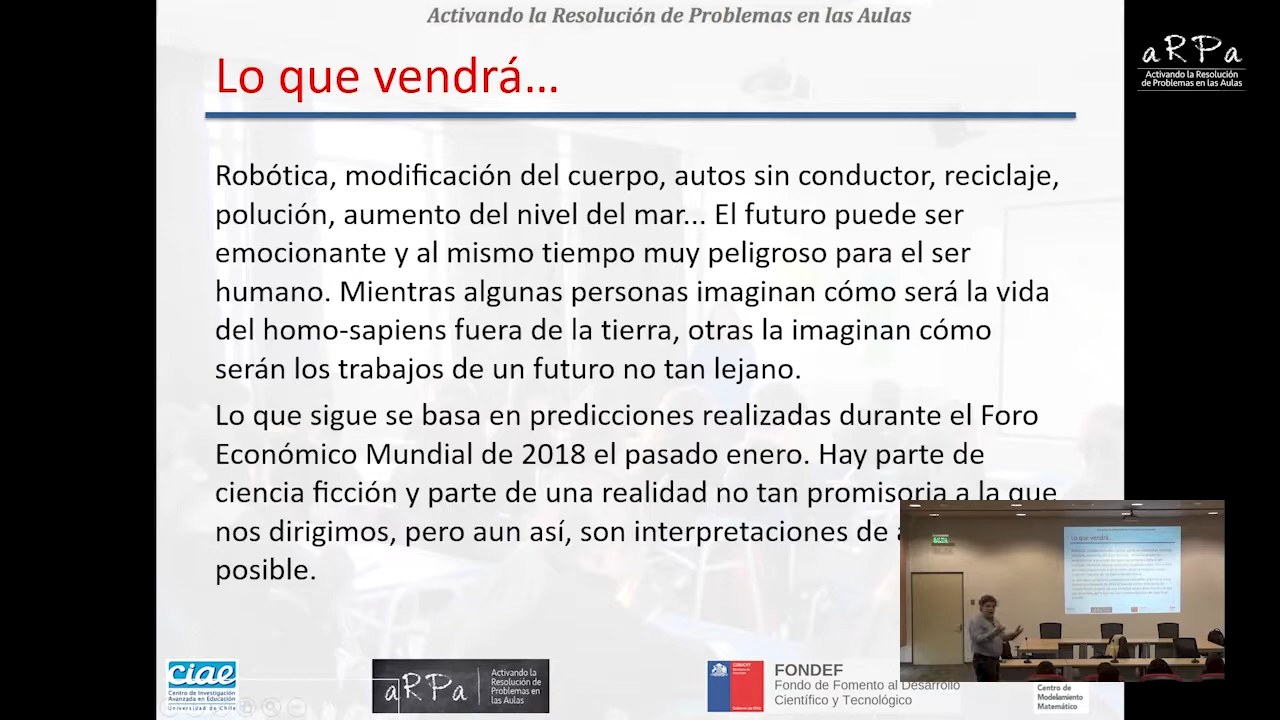 Activando la Resolución de Problemas en las Aulas
Lo que vendrá...
aRPa
Activando la Resolución
de Problemas en las Aulas
Robótica, modificación del cuerpo, autos sin conductor, reciclaje,
polución, aumento del nivel del mar... El futuro puede ser
emocionante y al mismo tiempo muy peligroso para el ser
humano. Mientras algunas personas imaginan cómo será la vida
del homo-sapiens fuera de la tierra, otras la imaginan cómo
serán los trabajos de un futuro no tan lejano.
Lo que sigue se basa en predicciones realizadas durante el Foro
Económico Mundial de 2018 el pasado enero. Hay parte de
ciencia ficción y parte de una realidad no tan promisoria a la que
nos dirigimos, pero aun así, son interpretaciones de
posible.
Lo que vendrá...
ciae
Centro de Investigación
Avanzada en Educación
Universidad de Chile
aRPa
Activando la
Resolución de
Problemas en
las Aulas
CONICYT
FONDEF
Fondo de Fomento al Desarrollo
Científico y Tecnológico
Centro de
Modelamiento
Matemático